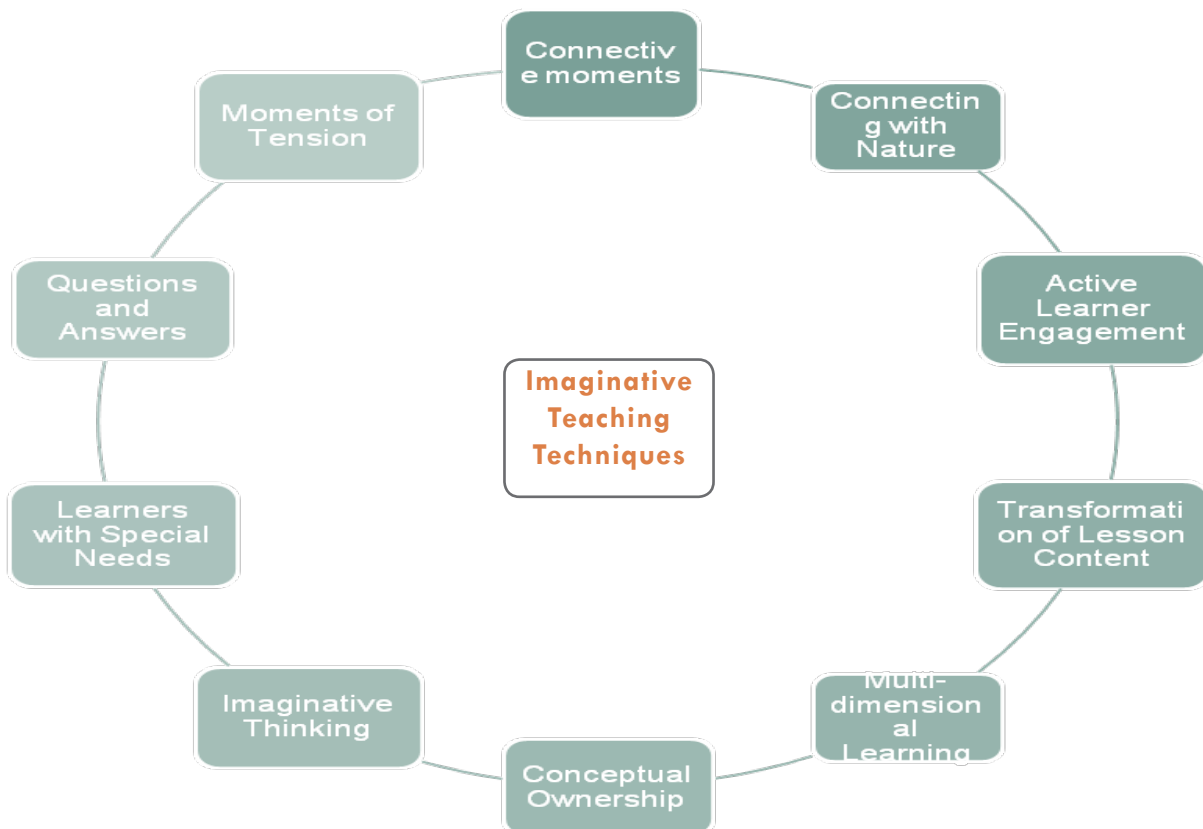 Connectiv
e moments
Connectin
g with
Nature
Active
Learner
Engagement
Transformati
on of Lesson
Content
Multi-
dimension
al
Learning
Conceptual
Ownership
Imaginative
Thinking
Learners
with Special
Needs
Questions
and
Answers
Moments of
Tension
Imaginative
Teaching
Techniques